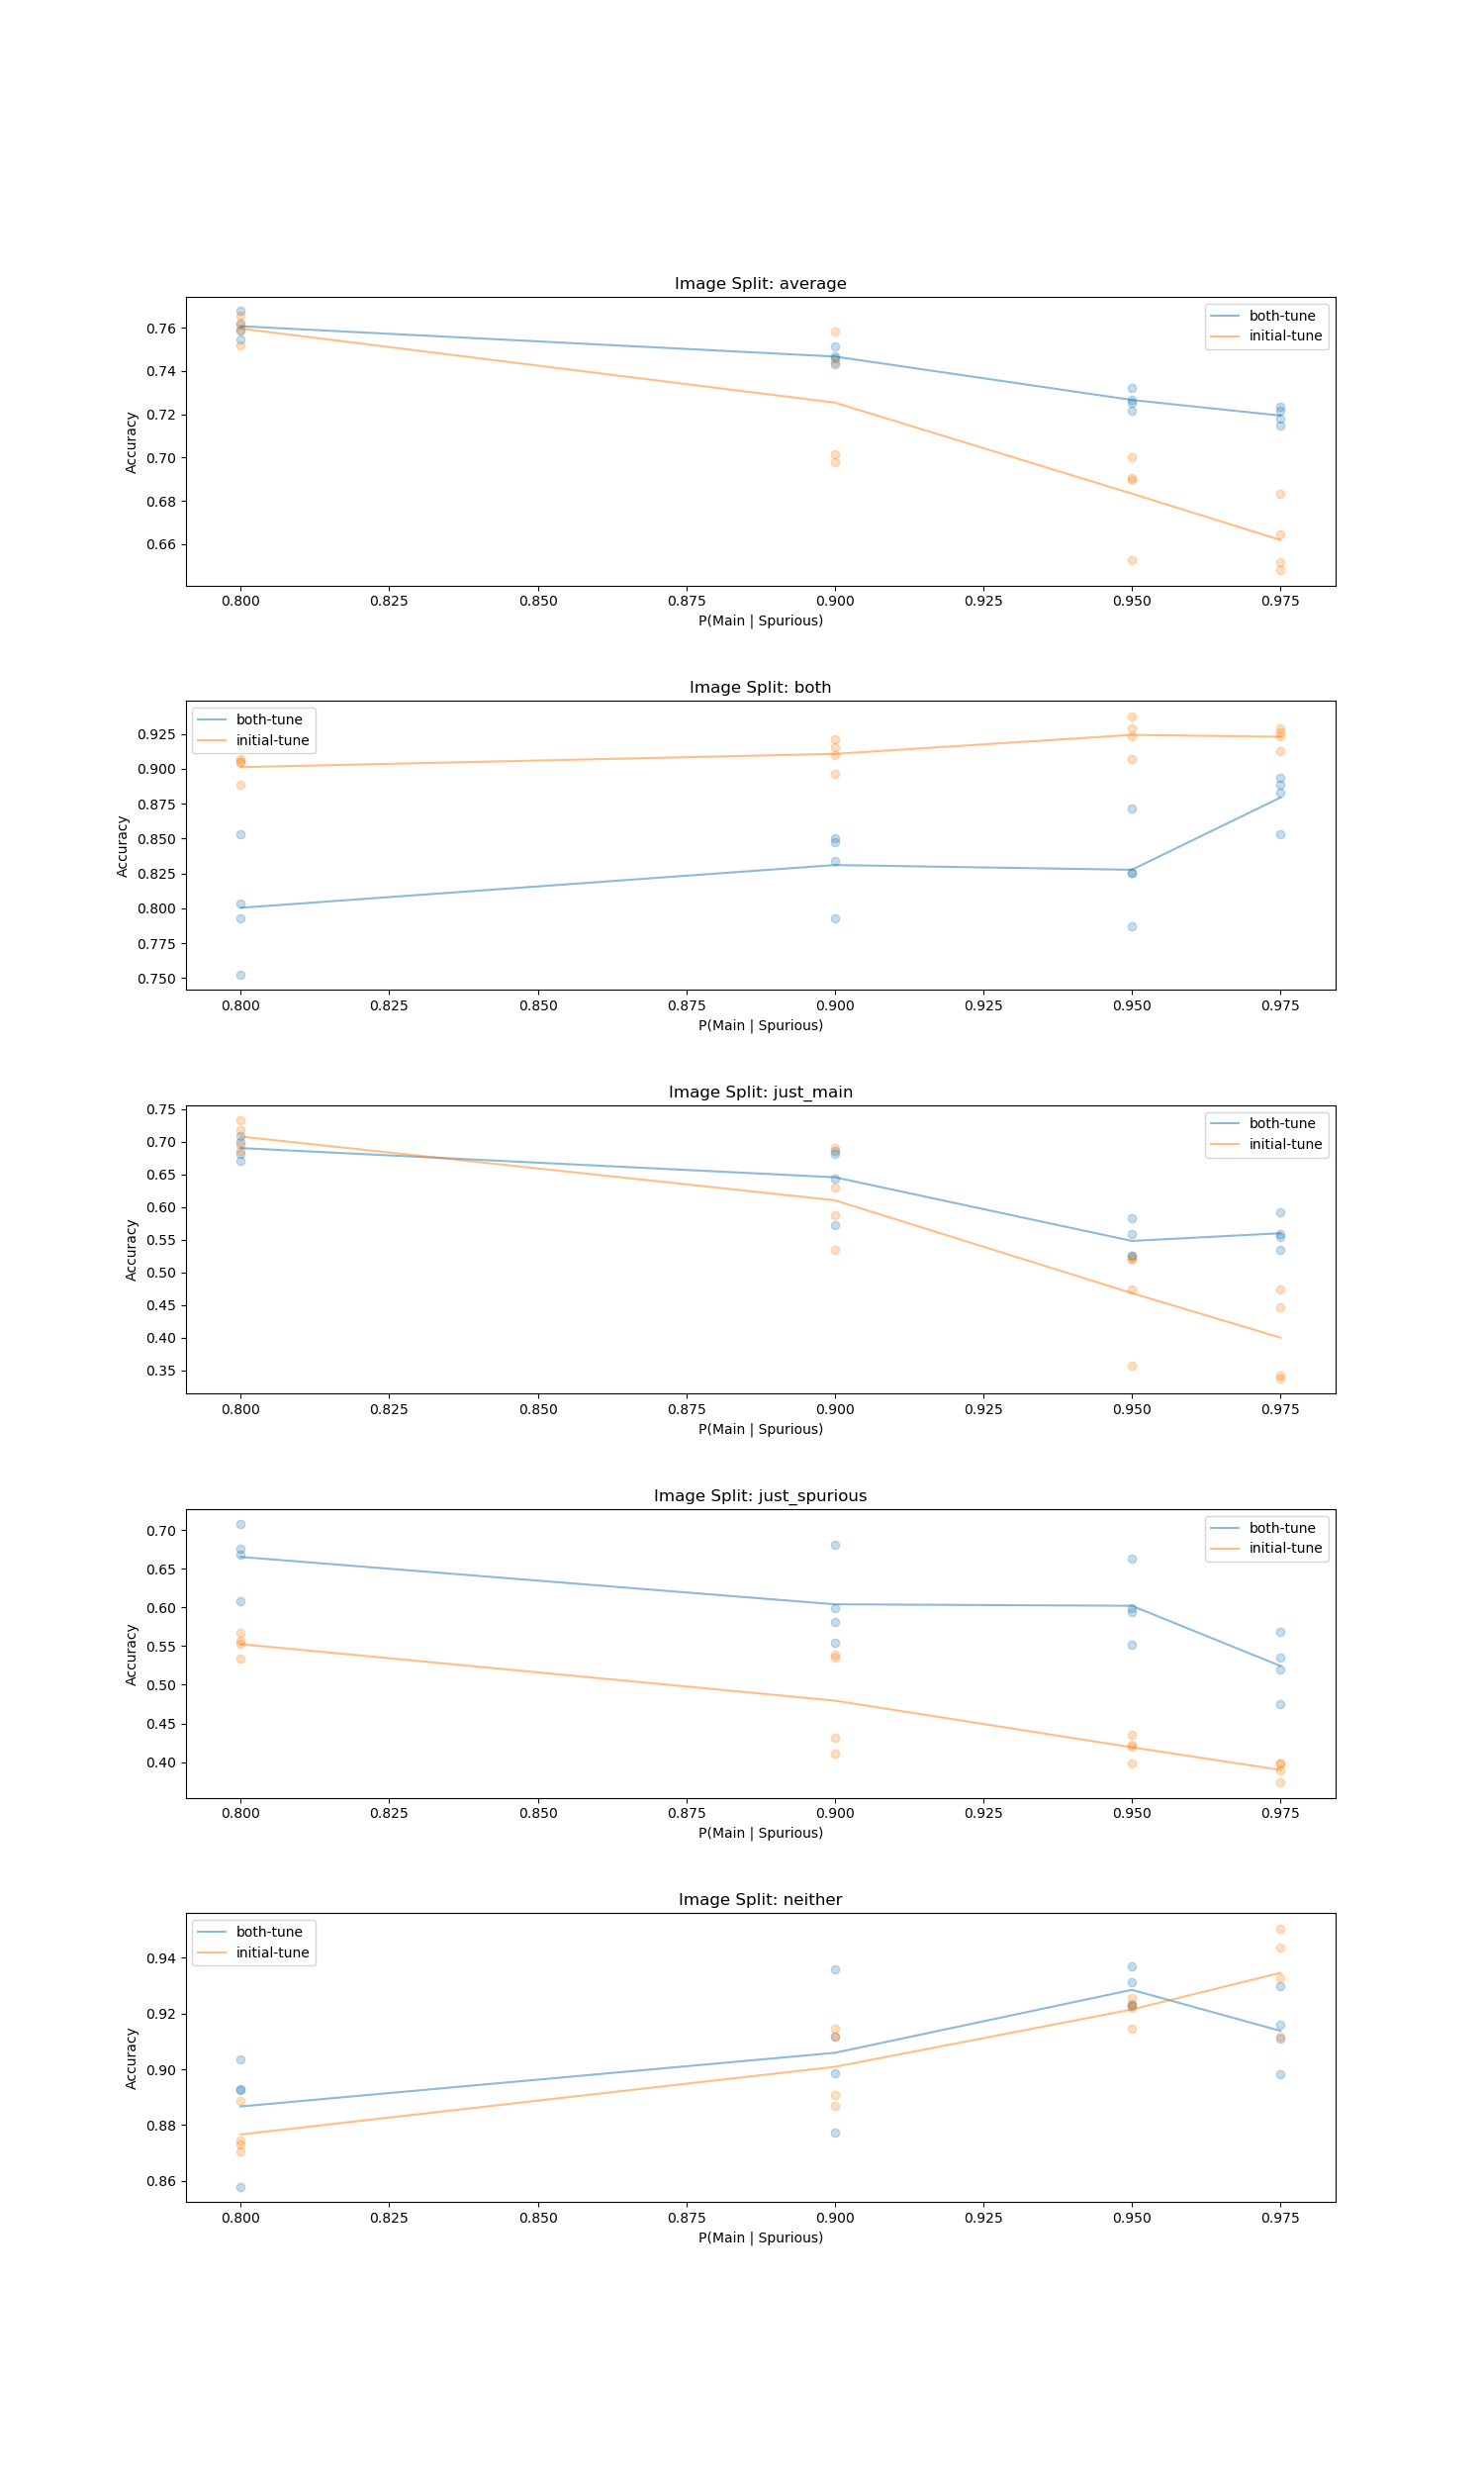 Image Split: average
both-tune
initial-tune
0.76
0.74
0.72
0.70
0.68
0.66
Accuracy
0.800 0.825 0.850 0.875 0.900 0.925 0.950 0.975
P(Main | Spurious)
Image Split: both
both-tune
initial-tune
0.925
0.900
0.875
0.850
0.825
0.800
0.775
0.750
Accuracy
0.800 0.825 0.850 0.875 0.900 0.925 0.950 0.975
P(Main | Spurious)
Image Split: just_main
both-tune
initial-tune
0.75
0.70
0.65
0.60
0.55
0.50
0.45
0.40
0.35
Accuracy
0.800 0.825 0.850 0.875 0.900 0.925 0.950 0.975
P(Main | Spurious)
Image Split: just_spurious
both-tune
initial-tune
0.70
0.65
0.60
0.55
0.50
0.45
0.40
Accuracy
0.800 0.825 0.850 0.875 0.900 0.925 0.950 0.975
P(Main | Spurious)
Image Split: neither
both-tune
initial-tune
0.94
0.92
0.90
0.88
0.86
Accuracy
0.800 0.825 0.850 0.875 0.900 0.925 0.950 0.975
P(Main | Spurious)